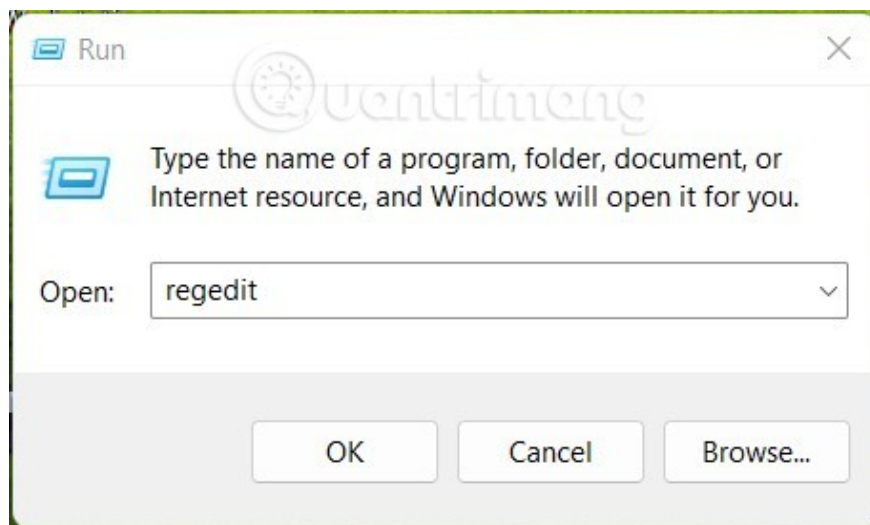 Run
Quantrimang
Type the name of a program, folder, document, or
Internet resource, and Windows will open it for you.
Open: regedit
OK Cancel Browse...